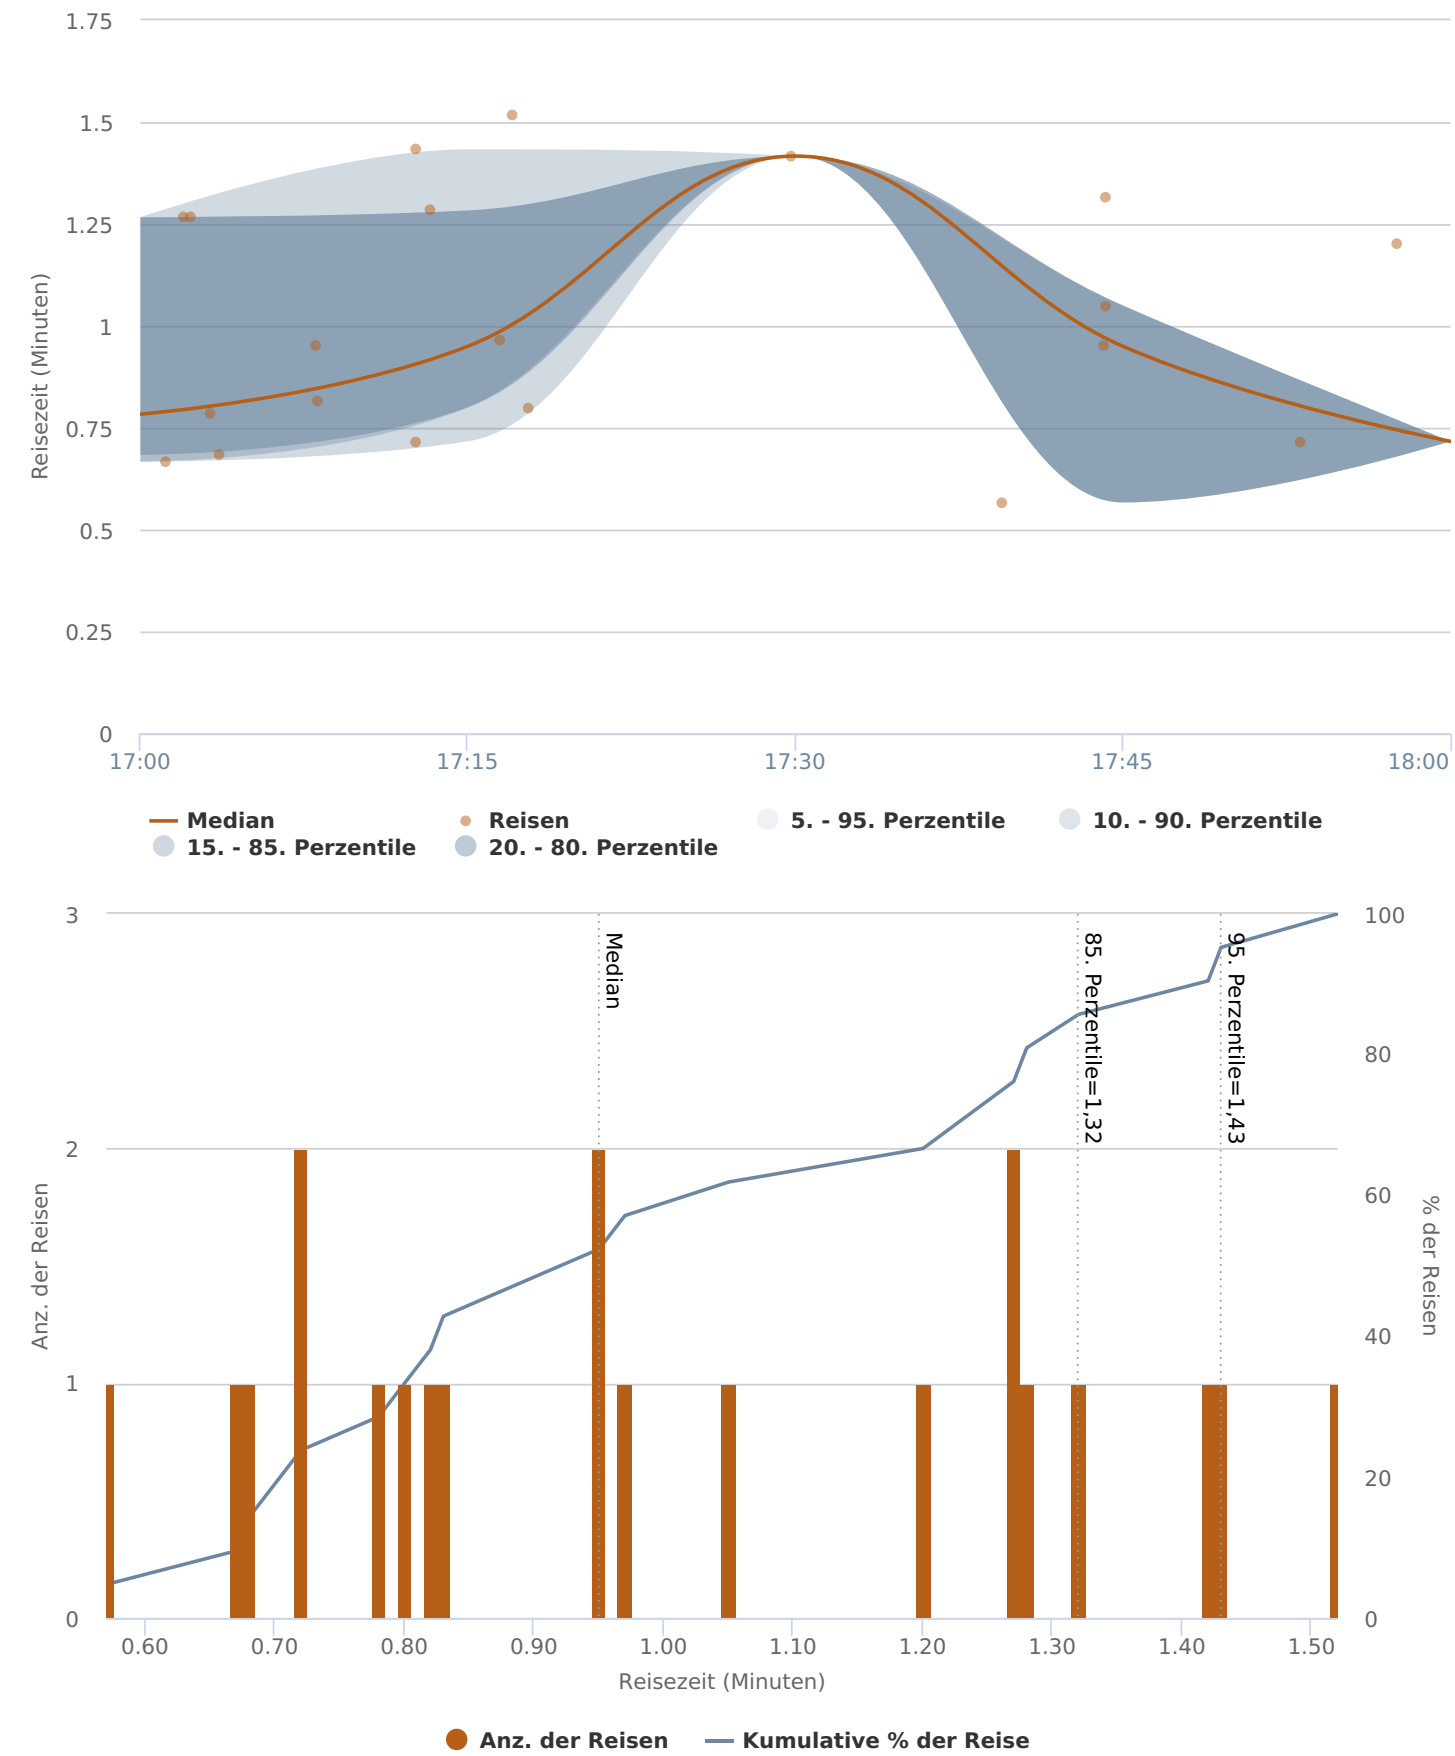 1.75
1.5
1.25
1
0.75
0.5
0.25
0
Reisezeit (Minuten)
17:00 17:15 17:30 17:45 18:00
Median Reisen 5. - 95. Perzentile 10. - 90. Perzentile
15. - 85. Perzentile 20. - 80. Perzentile
3
2
1
0
Anz. der Reisen
Median
85. Perzentile=1,32
95. Perzentile=1,43
100
80
60
40
20
0
% der Reisen
0.60 0.70 0.80 0.90 1.00 1.10 1.20 1.30 1.40 1.50
Reisezeit (Minuten)
Anz. der Reisen Kumulative % der Reise